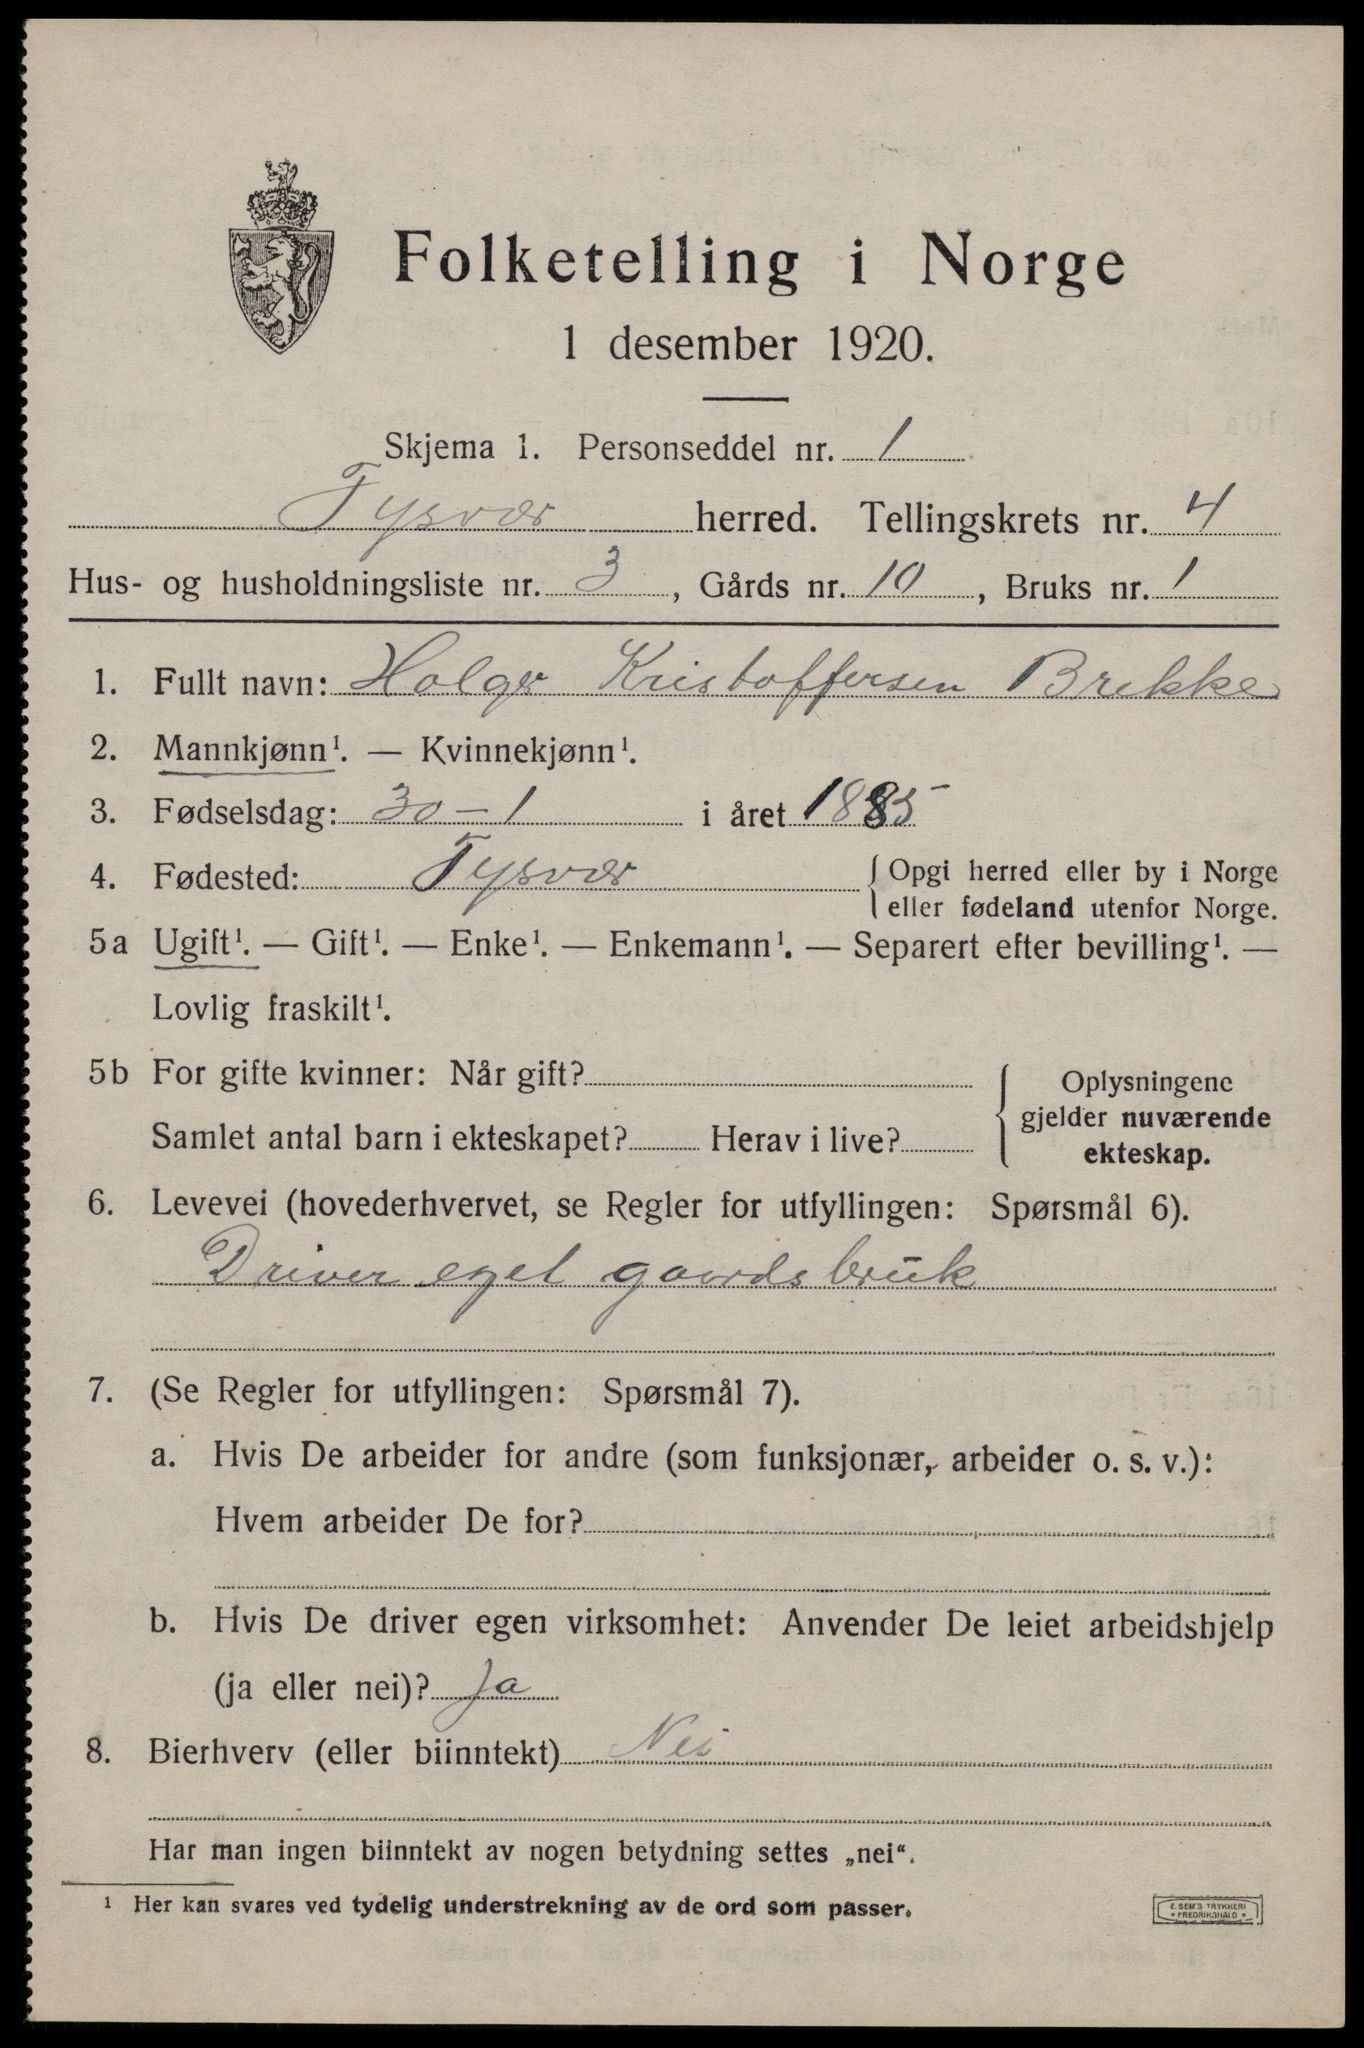 Folketelling i Norge
1 desember 1920.
Skjema 1. Personseddel nr. 1
Tysvær herred. Tellingskrets nr. 4
Hus- og husholdningsliste nr. 3, Gårds nr. 10, Bruks nr. 1
1. Fullt navn: Holger Kristoffersen Brekke
2. Mannkjønn¹. — Kvinnekjønn¹.
3. Fødselsdag: 30-1 i året 1885
4. Fødested: Tysvær { Opgi herred eller by i Norge
eller fødeland utenfor Norge.
5a Ugift¹. — Gift¹. — Enke¹. — Enkemann¹. — Separert efter bevilling¹. —
Lovlig fraskilt¹.
5b For gifte kvinner: Når gift?
Samlet antal barn i ekteskapet? Herav i live?
{ Oplysningene
gjelder nuværende
ekteskap.
6. Levevei (hovederhvervet, se Regler for utfyllingen: Spørsmål 6).
Driver eget gaardsbruk
7. (Se Regler for utfyllingen: Spørsmål 7).
a. Hvis De arbeider for andre (som funksjonær, arbeider o. s. v.):
Hvem arbeider De for?
b. Hvis De driver egen virksomhet: Anvender De leiet arbeidshjelp
(ja eller nei)? Ja
8. Bierhverv (eller biinntekt) Nei
Har man ingen biinntekt av nogen betydning settes „nei“.
¹ Her kan svares ved tydelig understrekning av de ord som passer.
E. SEM'S TRYKKERI
* FREDRIKSHALD *